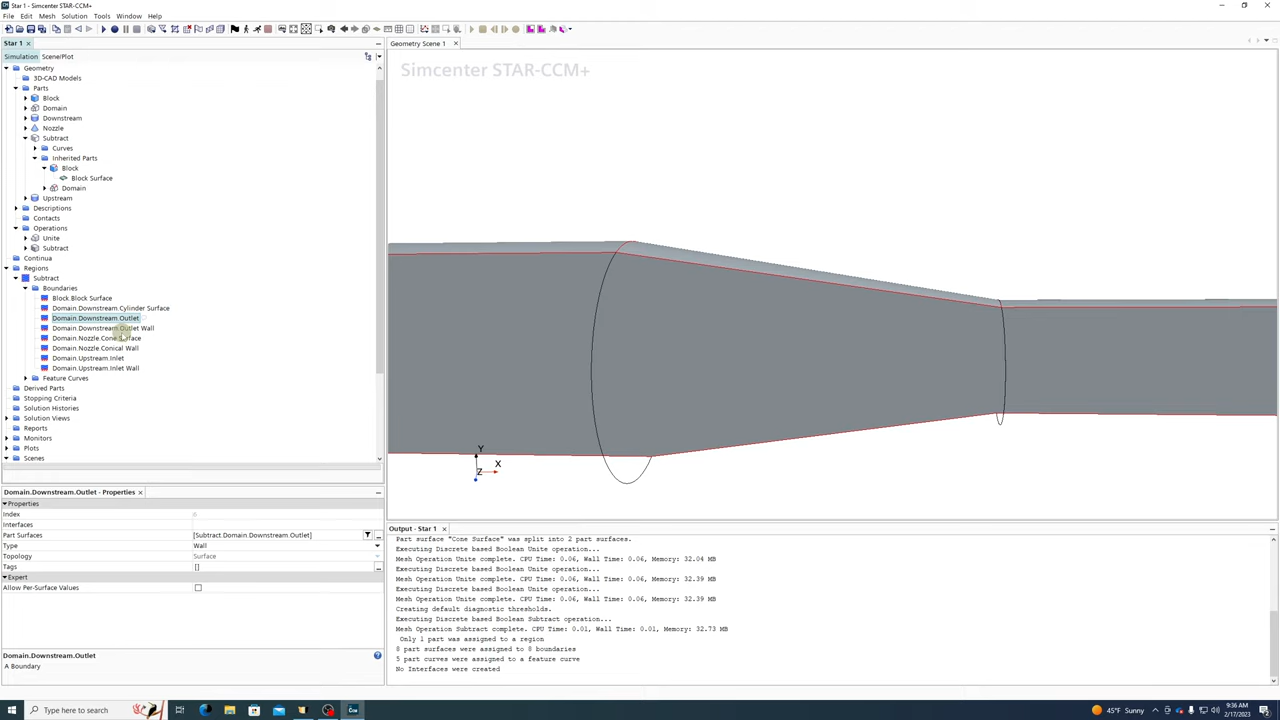 Star 1 - Simcenter STAR-CCM+
File Edit Mesh Solution Tools Window Help
Star 1
Geometry Scene 1
Simulation Scene/Plot
Simcenter STAR-CCM+
Geometry
3D-CAD Models
Parts
Block
Domain
Downstream
Nozzle
Subtract
Curves
Inherited Parts
Block
Block Surface
Domain
Upstream
Descriptions
Contacts
Operations
Unite
Subtract
Continua
Regions
Subtract
Boundaries
Block.Block Surface
Domain.Downstream.Cylinder Surface
Domain.Downstream.Outlet
Domain.Downstream.Outlet Wall
Domain.Nozzle.Cone Surface
Domain.Nozzle.Conical Wall
Domain.Upstream.Inlet
Domain.Upstream.Inlet Wall
Feature Curves
Derived Parts
Stopping Criteria
Solution Histories
Solution Views
Reports
Monitors
Plots
Scenes
Y
X
Z
Domain.Downstream.Outlet - Properties
Properties
Index
Interfaces
Part Surfaces [Subtract.Domain.Downstream.Outlet]
Type Wall
Topology Surface
Tags []
Expert
Allow Per-Surface Values
Domain.Downstream.Outlet
A Boundary
Output - Star 1
Part surface "Cone Surface" was split into 2 part surfaces.
Executing Discrete based Boolean Unite operation...
Mesh Operation Unite complete. CPU Time: 0.06, Wall Time: 0.06, Memory: 32.04 MB
Executing Discrete based Boolean Unite operation...
Mesh Operation Unite complete. CPU Time: 0.06, Wall Time: 0.06, Memory: 32.39 MB
Executing Discrete based Boolean Unite operation...
Mesh Operation Unite complete. CPU Time: 0.06, Wall Time: 0.06, Memory: 32.39 MB
Creating default diagnostic thresholds.
Executing Discrete based Boolean Subtract operation...
Mesh Operation Subtract complete. CPU Time: 0.01, Wall Time: 0.01, Memory: 32.73 MB
Only 1 part was assigned to a region
8 part surfaces were assigned to 8 boundaries
5 part curves were assigned to a feature curve
No Interfaces were created
Type here to search
45°F Sunny
9:36 AM
2/17/2023